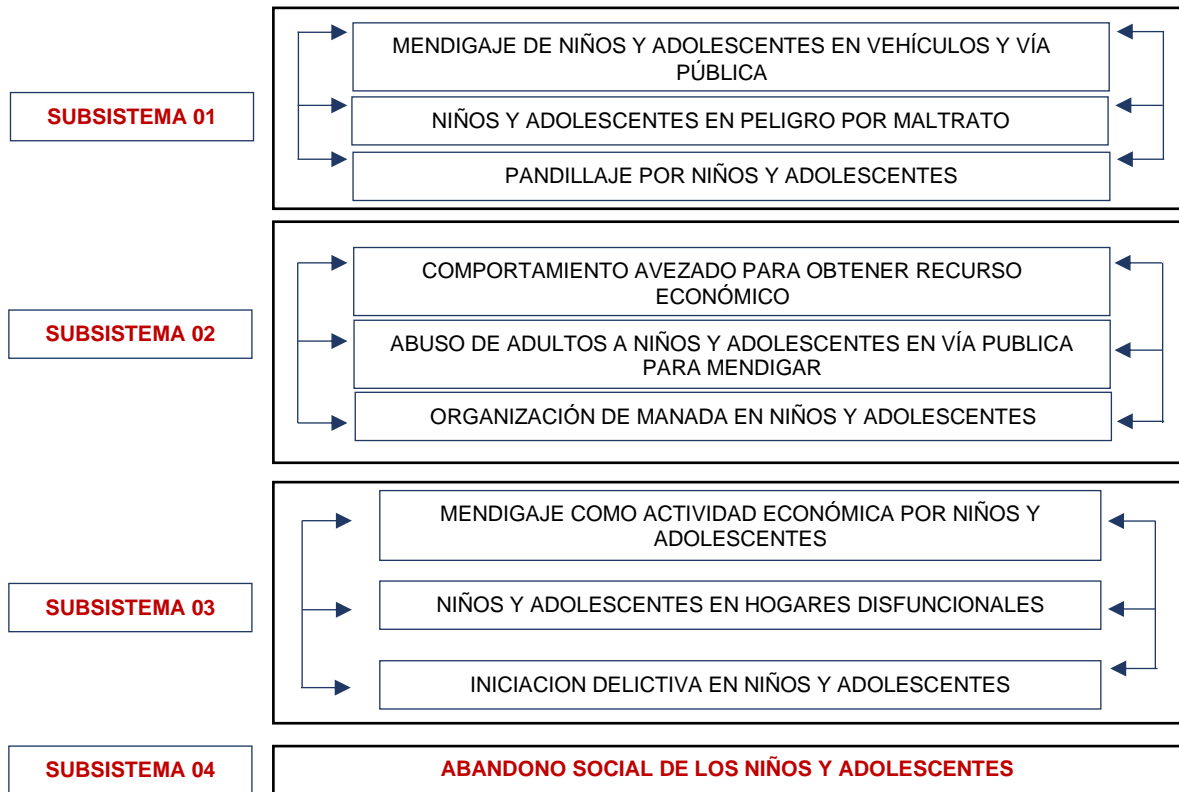 SUBSISTEMA 01
MENDIGAJE DE NIÑOS Y ADOLESCENTES EN VEHÍCULOS Y VÍA
PÚBLICA
NIÑOS Y ADOLESCENTES EN PELIGRO POR MALTRATO
PANDILLAJE POR NIÑOS Y ADOLESCENTES
SUBSISTEMA 02
COMPORTAMIENTO AVEZADO PARA OBTENER RECURSO
ECONÓMICO
ABUSO DE ADULTOS A NIÑOS Y ADOLESCENTES EN VÍA PUBLICA
PARA MENDIGAR
ORGANIZACIÓN DE MANADA EN NIÑOS Y ADOLESCENTES
SUBSISTEMA 03
MENDIGAJE COMO ACTIVIDAD ECONÓMICA POR NIÑOS Y
ADOLESCENTES
NIÑOS Y ADOLESCENTES EN HOGARES DISFUNCIONALES
INICIACION DELICTIVA EN NIÑOS Y ADOLESCENTES
SUBSISTEMA 04
ABANDONO SOCIAL DE LOS NIÑOS Y ADOLESCENTES